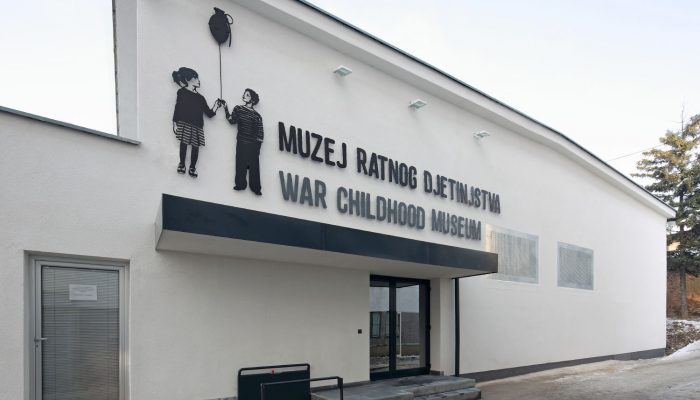 MUZEJ RATNOG DJETINJSTVA
WAR CHILDHOOD MUSEUM